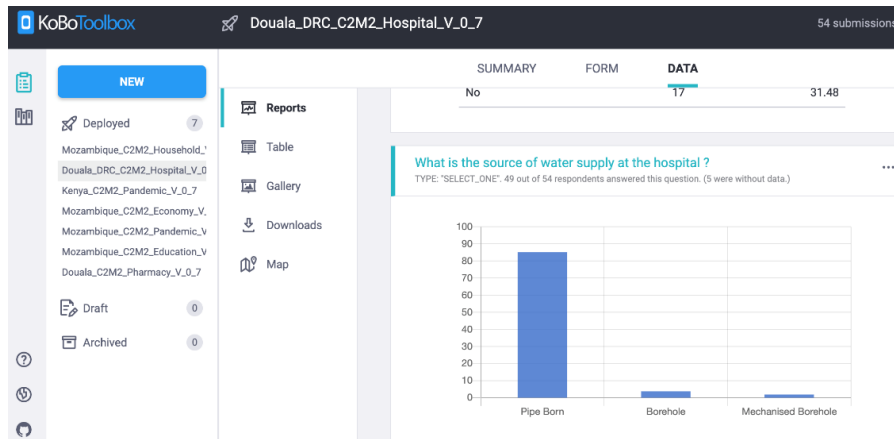 KoBoToolbox
Douala_DRC_C2M2_Hospital_V_0_7
54 submissions
NEW
Deployed 7
Mozambique_C2M2_Household_
Douala_DRC_C2M2_Hospital_V_0
Kenya_C2M2_Pandemic_V_0_7
Mozambique_C2M2_Economy_V_
Mozambique_C2M2_Pandemic_V
Mozambique_C2M2_Education_V
Douala_C2M2_Pharmacy_V_0_7
Draft 0
Archived 0
Reports
Table
Gallery
Downloads
Map
SUMMARY FORM DATA
No 17 31.48
What is the source of water supply at the hospital ?
TYPE: "SELECT_ONE". 49 out of 54 respondents answered this question. (5 were without data.)
100
90
80
70
60
50
40
30
20
10
0
Pipe Born Borehole Mechanised Borehole